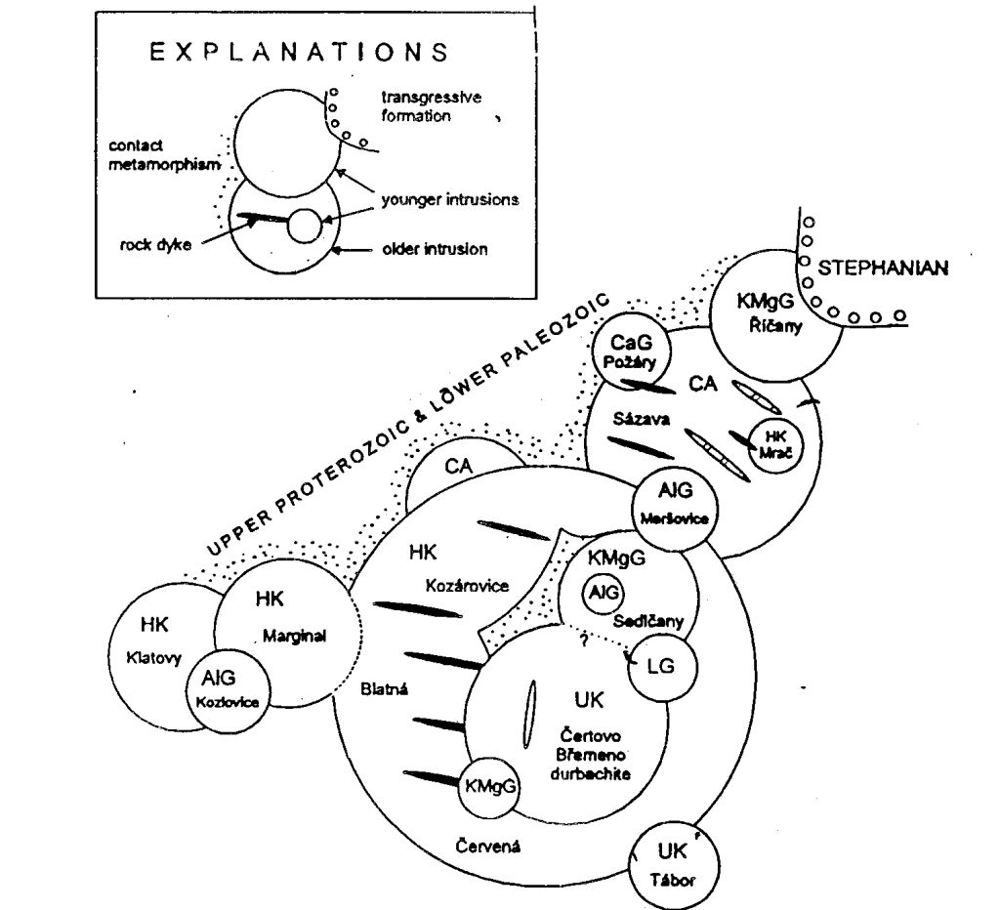 EXPLANATIONS
transgressive
formation
contact
metamorphism
younger intrusions
rock dyke
older intrusion
STEPHANIAN
KMgG
Říčany
UPPER PROTEROZOIC & LOWER PALEOZOIC
CaG
Požáry
CA
Sázava
HK
Mrač
CA
AlG
Meršovice
HK
Kozárovice
KMgG
AlG
Sedlčany
HK
Klatovy
HK
Marginal
AlG
Kozlovice
?
LG
Blatná
UK
Čertovo
Břemeno
durbachite
KMgG
Červená
UK
Tábor